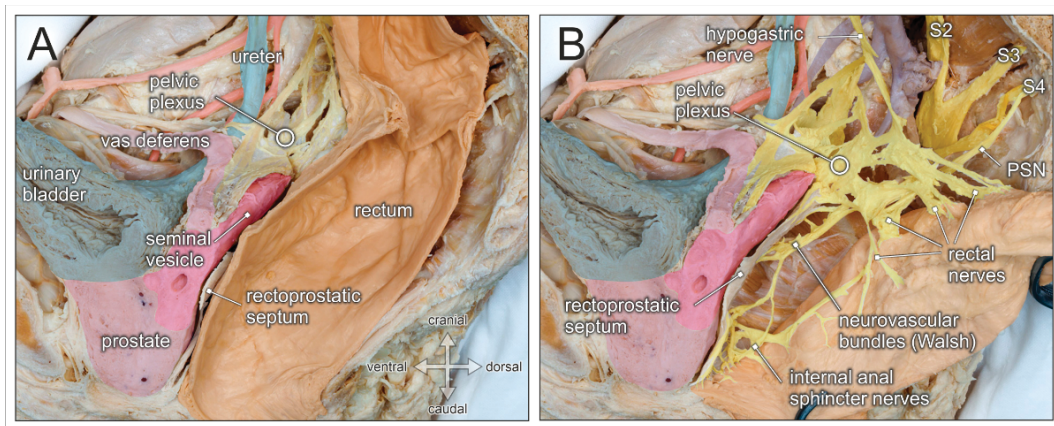 A
ureter
pelvic
plexus
vas deferens
urinary
bladder
rectum
seminal
vesicle
rectoprostatic
septum
prostate
cranial
ventral
dorsal
caudal
B
hypogastric
nerve
S2
S3
S4
pelvic
plexus
PSN
rectal
nerves
rectoprostatic
septum
neurovascular
bundles (Walsh)
internal anal
sphincter nerves